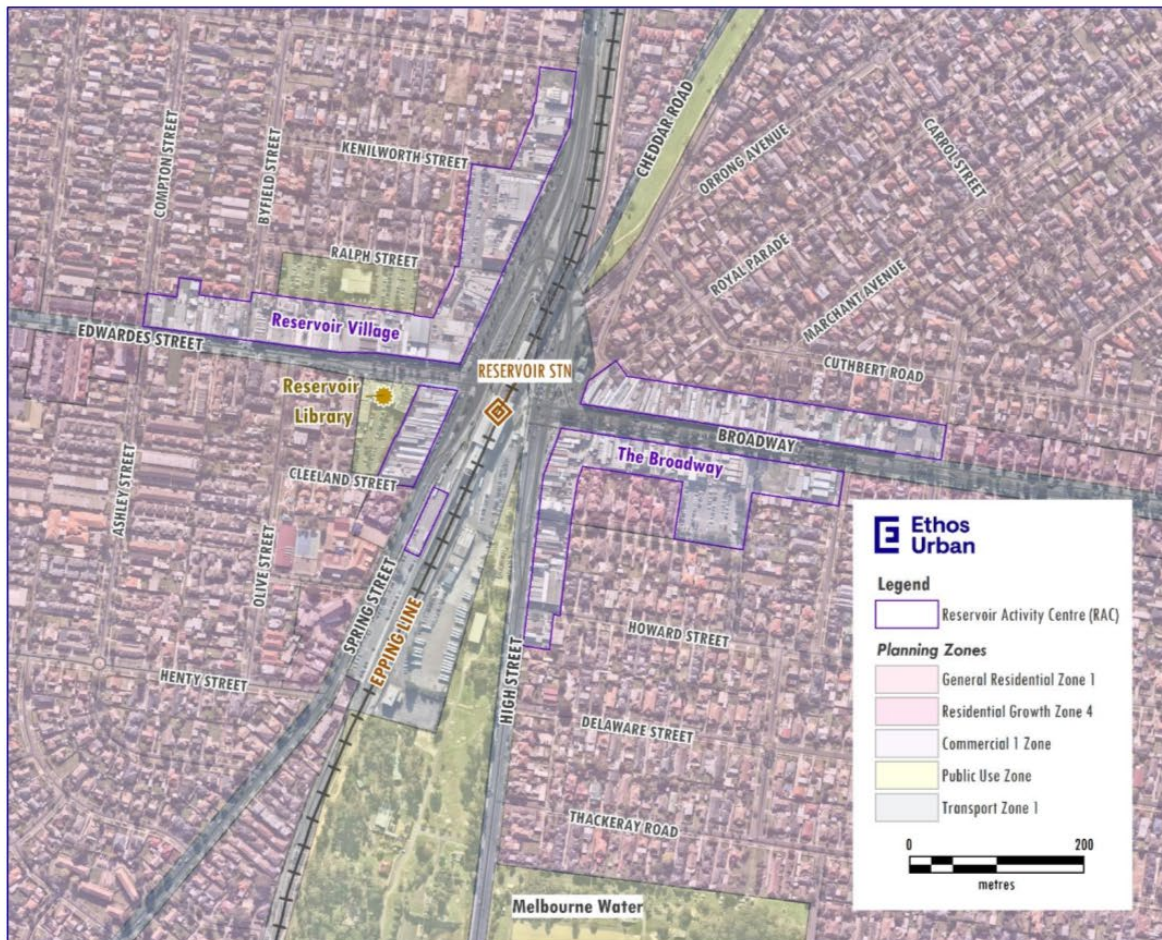 CHEDDAR ROAD
COMPTON STREET
BYFIELD STREET
KENILWORTH STREET
ORRONG AVENUE
CARROL STREET
RALPH STREET
ROYAL PARADE
MARCHANT AVENUE
Reservoir Village
EDWARDES STREET
RESERVOIR STN
CUTHBERT ROAD
Reservoir
Library
BROADWAY
The Broadway
CLEELAND STREET
ASHLEY STREET
OLIVE STREET
SPRING STREET
EPPING LINE
HIGH STREET
HOWARD STREET
HENTY STREET
DELAWARE STREET
THACKERAY ROAD
Melbourne Water
E Ethos
Urban
Legend
Reservoir Activity Centre (RAC)
Planning Zones
General Residential Zone 1
Residential Growth Zone 4
Commercial 1 Zone
Public Use Zone
Transport Zone 1
0 200
metres